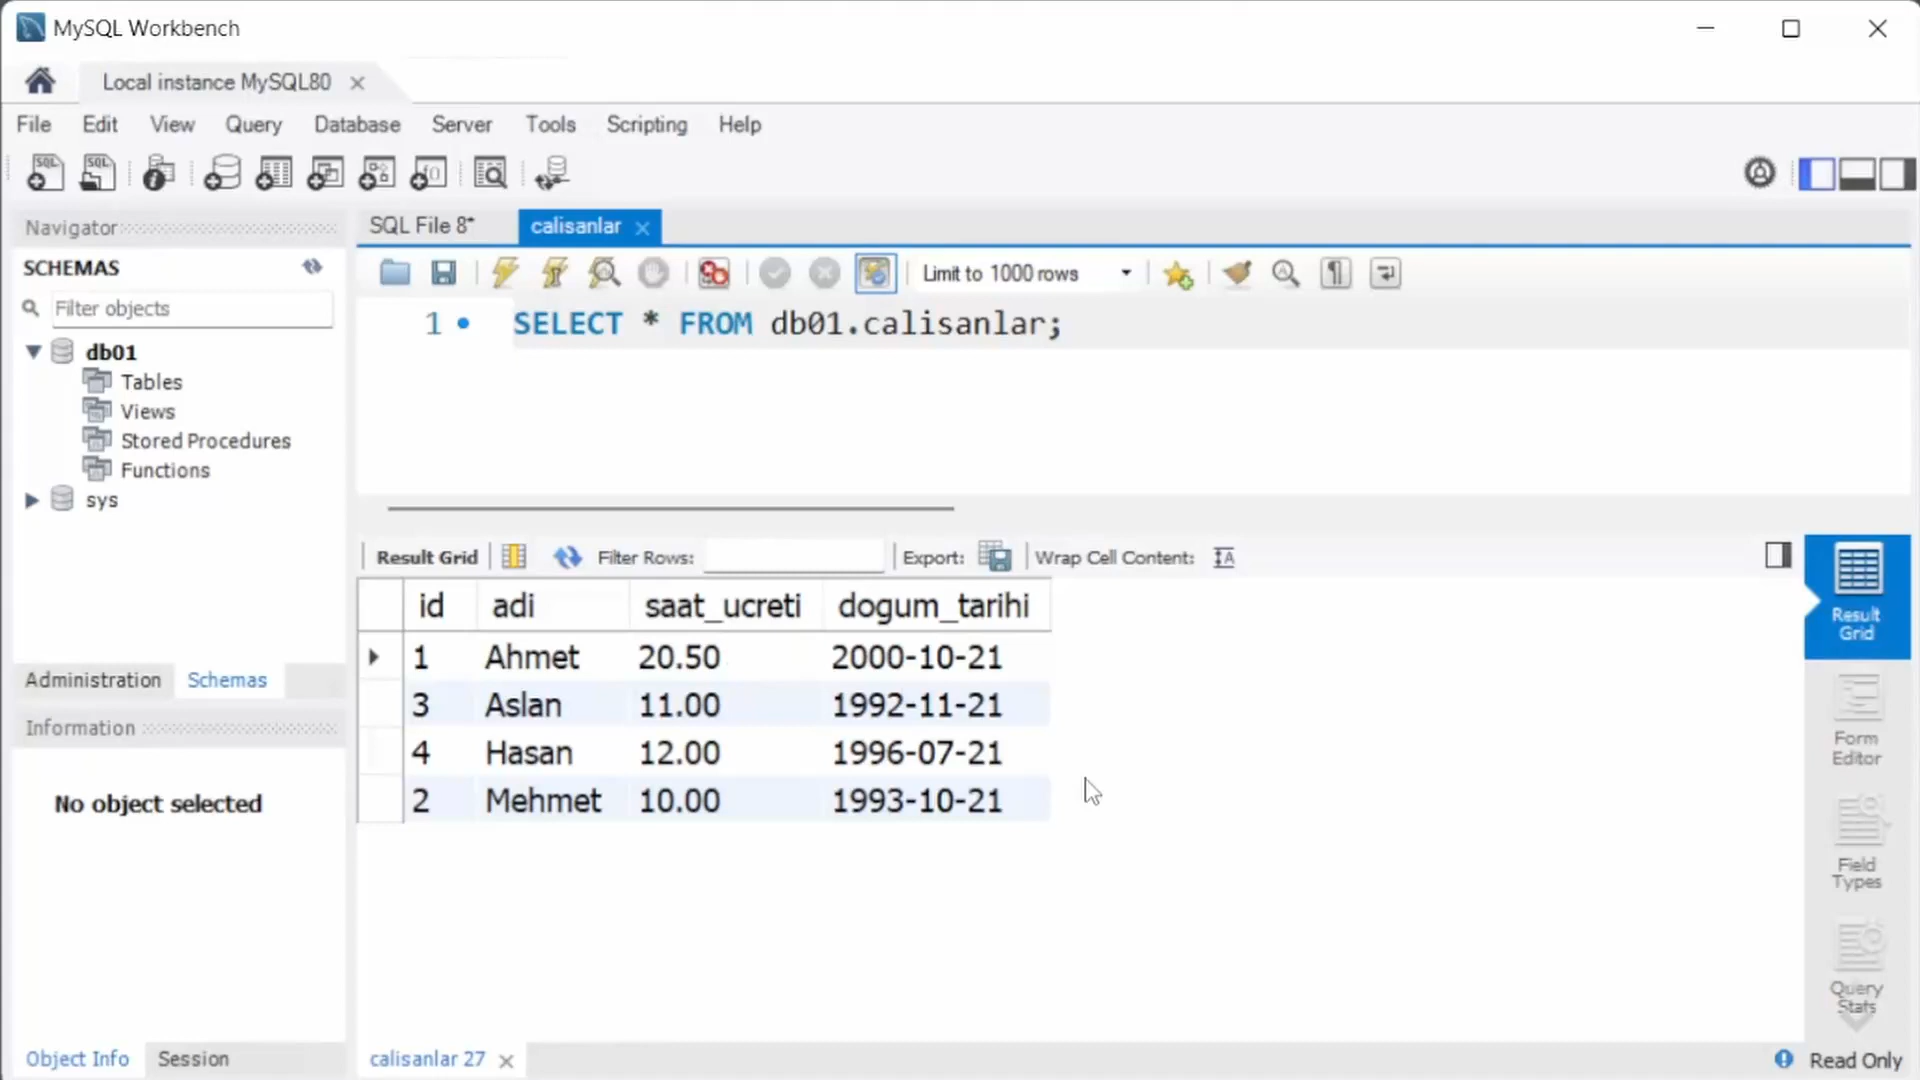 MySQL Workbench
Local instance MySQL80
File Edit View Query Database Server Tools Scripting Help
SQL SQL
Navigator
SCHEMAS
Filter objects
db01
Tables
Views
Stored Procedures
Functions
sys
Administration Schemas
Information
No object selected
Object Info Session
SQL File 8* calisanlar
Limit to 1000 rows
1 SELECT * FROM db01.calisanlar;
Result Grid Filter Rows: Export: Wrap Cell Content:
id adi saat_ucreti dogum_tarihi
1 Ahmet 20.50 2000-10-21
3 Aslan 11.00 1992-11-21
4 Hasan 12.00 1996-07-21
2 Mehmet 10.00 1993-10-21
Result
Grid
Form
Editor
Field
Types
Query
Stats
calisanlar 27
Read Only